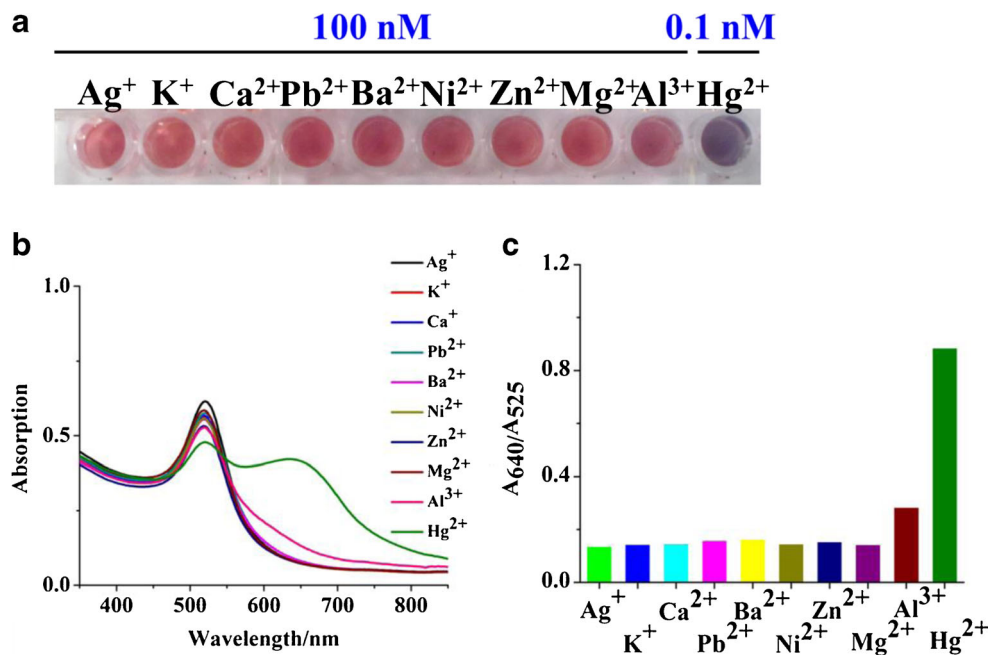 a
100 nM 0.1 nM
Ag⁺ K⁺ Ca²⁺ Pb²⁺ Ba²⁺ Ni²⁺ Zn²⁺ Mg²⁺ Al³⁺ Hg²⁺
b
1.0
0.5
0.0
Absorption
400 500 600 700 800
Wavelength/nm
Ag⁺
K⁺
Ca⁺
Pb²⁺
Ba²⁺
Ni²⁺
Zn²⁺
Mg²⁺
Al³⁺
Hg²⁺
c
1.2
0.8
0.4
0.0
A640/A525
Ag⁺ Ca²⁺ Ba²⁺ Zn²⁺ Al³⁺
K⁺ Pb²⁺ Ni²⁺ Mg²⁺ Hg²⁺